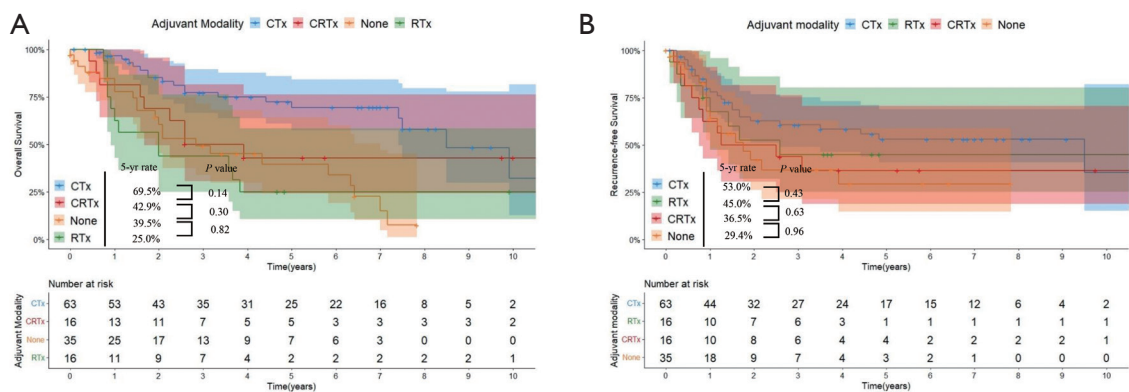 A
Adjuvant Modality CTx CRTx None RTx
100%
75%
50%
25%
0%
Overall Survival
5-yr rate P value
CTx 69.5% 0.14
CRTx 42.9% 0.30
None 39.5% 0.82
RTx 25.0%
0 1 2 3 4 5 6 7 8 9 10
Time(years)
Number at risk
Adjuvant Modality
CTx 63 53 43 35 31 25 22 16 8 5 2
CRTx 16 13 11 7 5 5 3 3 3 3 2
None 35 25 17 13 9 7 6 3 0 0 0
RTx 16 11 9 7 4 2 2 2 2 2 1
0 1 2 3 4 5 6 7 8 9 10
Time(years)
B
Adjuvant modality CTx RTx CRTx None
100%
75%
50%
25%
0%
Recurrence-free Survival
5-yr rate P value
CTx 53.0% 0.43
RTx 45.0% 0.63
CRTx 36.5% 0.96
None 29.4%
0 1 2 3 4 5 6 7 8 9 10
Time(years)
Number at risk
Adjuvant Modality
CTx 63 44 32 27 24 17 15 12 6 4 2
RTx 16 10 7 6 3 1 1 1 1 1 1
CRTx 16 10 8 6 4 4 2 2 2 2 1
None 35 18 9 7 4 3 2 1 0 0 0
0 1 2 3 4 5 6 7 8 9 10
Time(years)